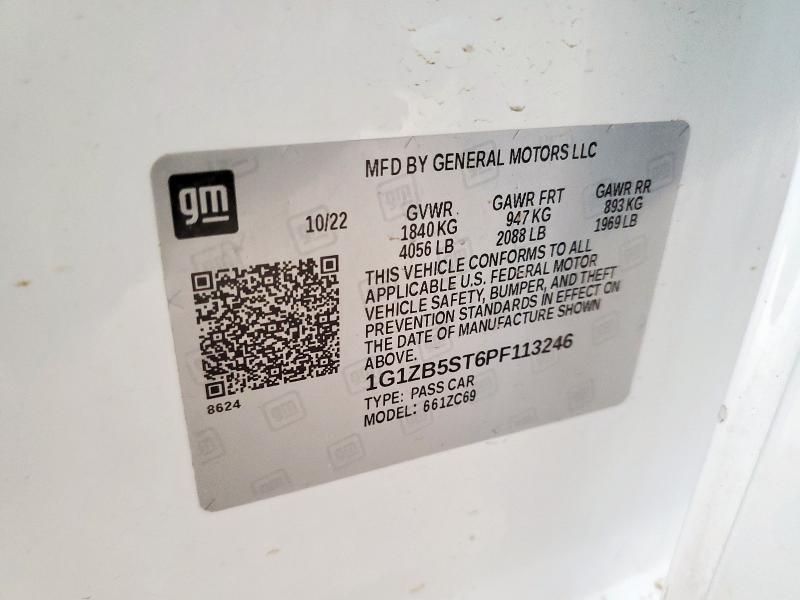 MFD BY GENERAL MOTORS LLC
gm
10/22
GVWR GAWR FRT GAWR RR
1840 KG 947 KG 893 KG
4056 LB 2088 LB 1969 LB
THIS VEHICLE CONFORMS TO ALL
APPLICABLE U.S. FEDERAL MOTOR
VEHICLE SAFETY, BUMPER, AND THEFT
PREVENTION STANDARDS IN EFFECT ON
THE DATE OF MANUFACTURE SHOWN
ABOVE.
1G1ZB5ST6PF113246
TYPE: PASS CAR
MODEL: 661ZC69
8624